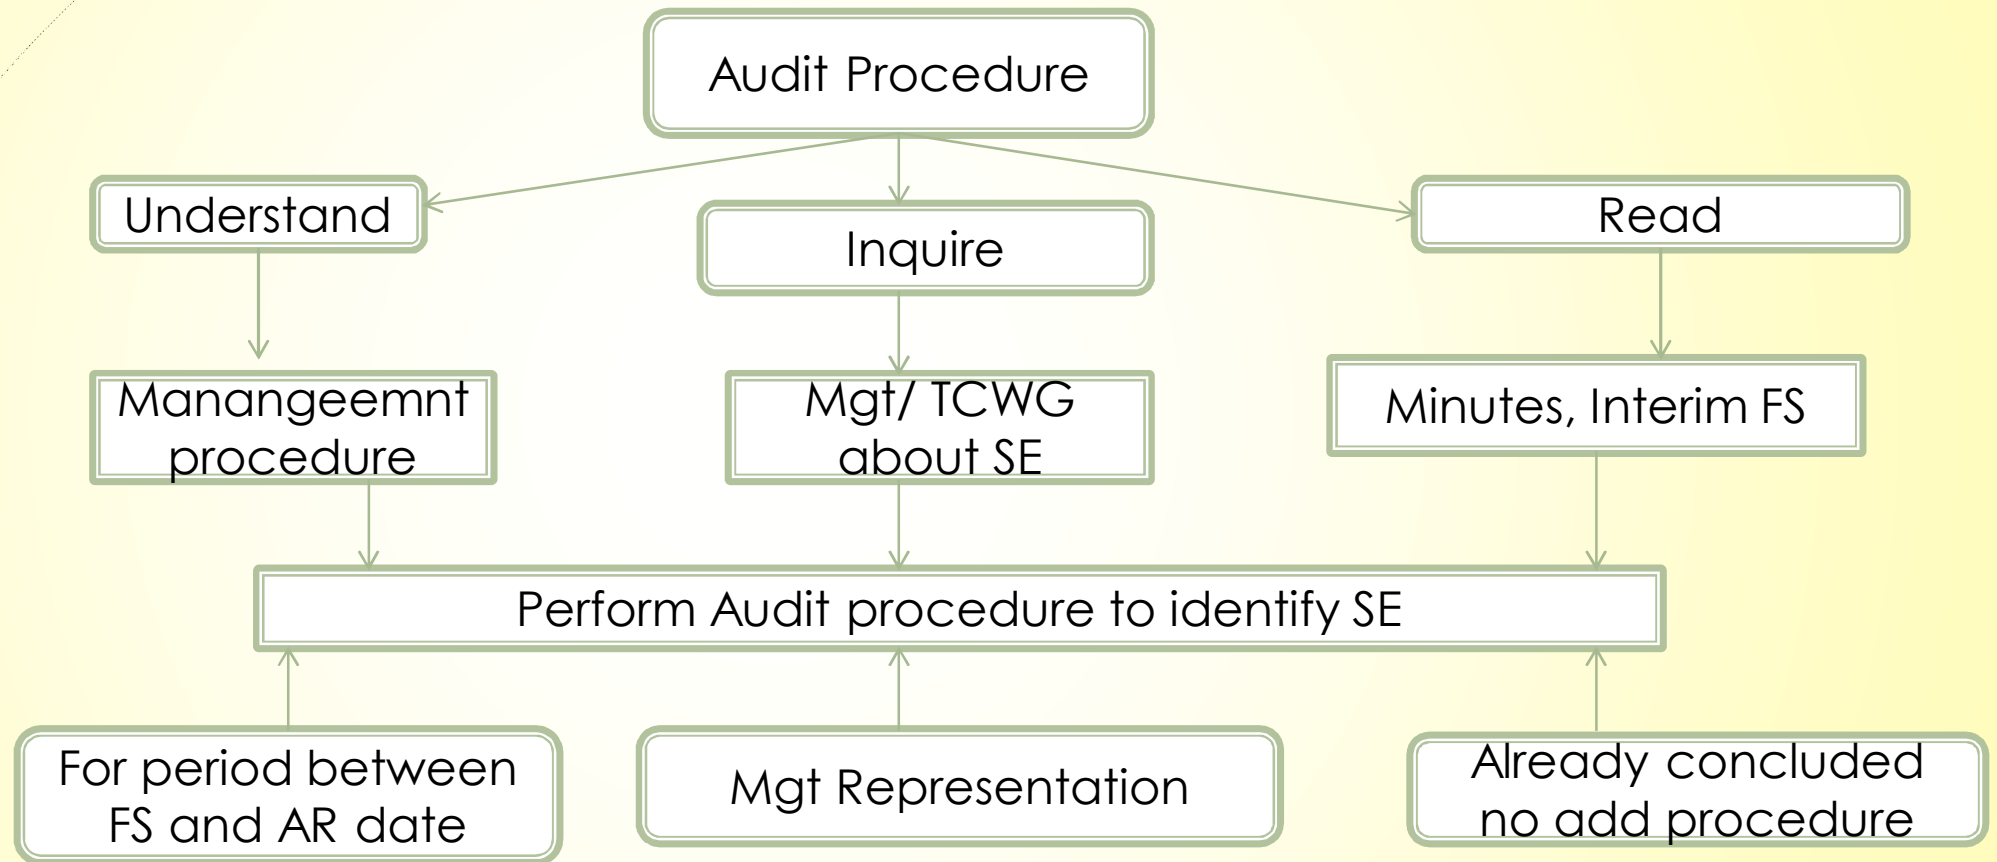 Audit Procedure
Understand
Inquire
Read
Manangeemnt
procedure
Mgt/ TCWG
about SE
Minutes, Interim FS
Perform Audit procedure to identify SE
For period between
FS and AR date
Mgt Representation
Already concluded
no add procedure